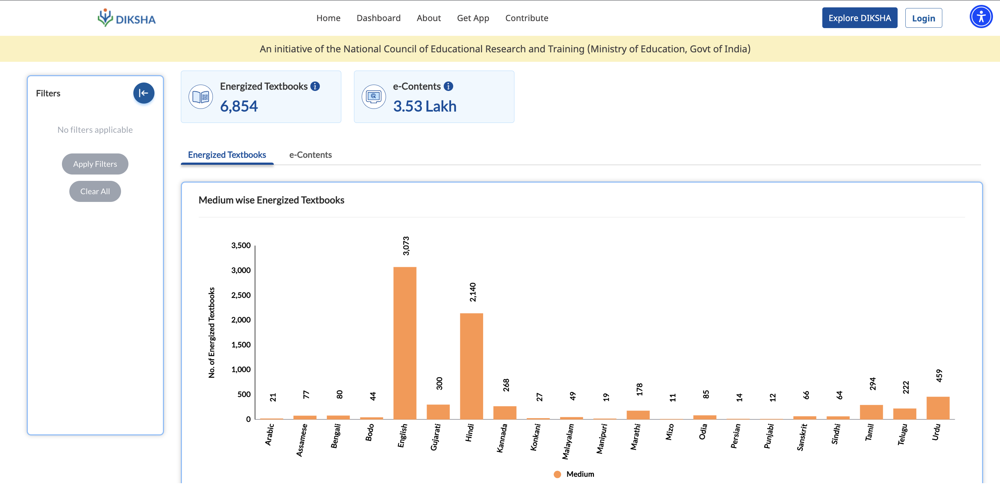 DIKSHA
Home Dashboard About Get App Contribute
Explore DIKSHA Login
An initiative of the National Council of Educational Research and Training (Ministry of Education, Govt of India)
Filters
No filters applicable
Apply Filters
Clear All
Energized Textbooks i
6,854
e-Contents i
3.53 Lakh
Energized Textbooks e-Contents
Medium wise Energized Textbooks
No. of Energized Textbooks
3,500
3,000
2,500
2,000
1,500
1,000
500
0
21 77 80 44 3,073 300 2,140 268 27 49 19 178 11 85 14 12 66 64 294 222 459
Arabic Assamese Bengali Bodo English Gujarati Hindi Kannada Konkani Malayalam Manipuri Marathi Mizo Odia Persian Punjabi Sanskrit Sindhi Tamil Telugu Urdu
Medium